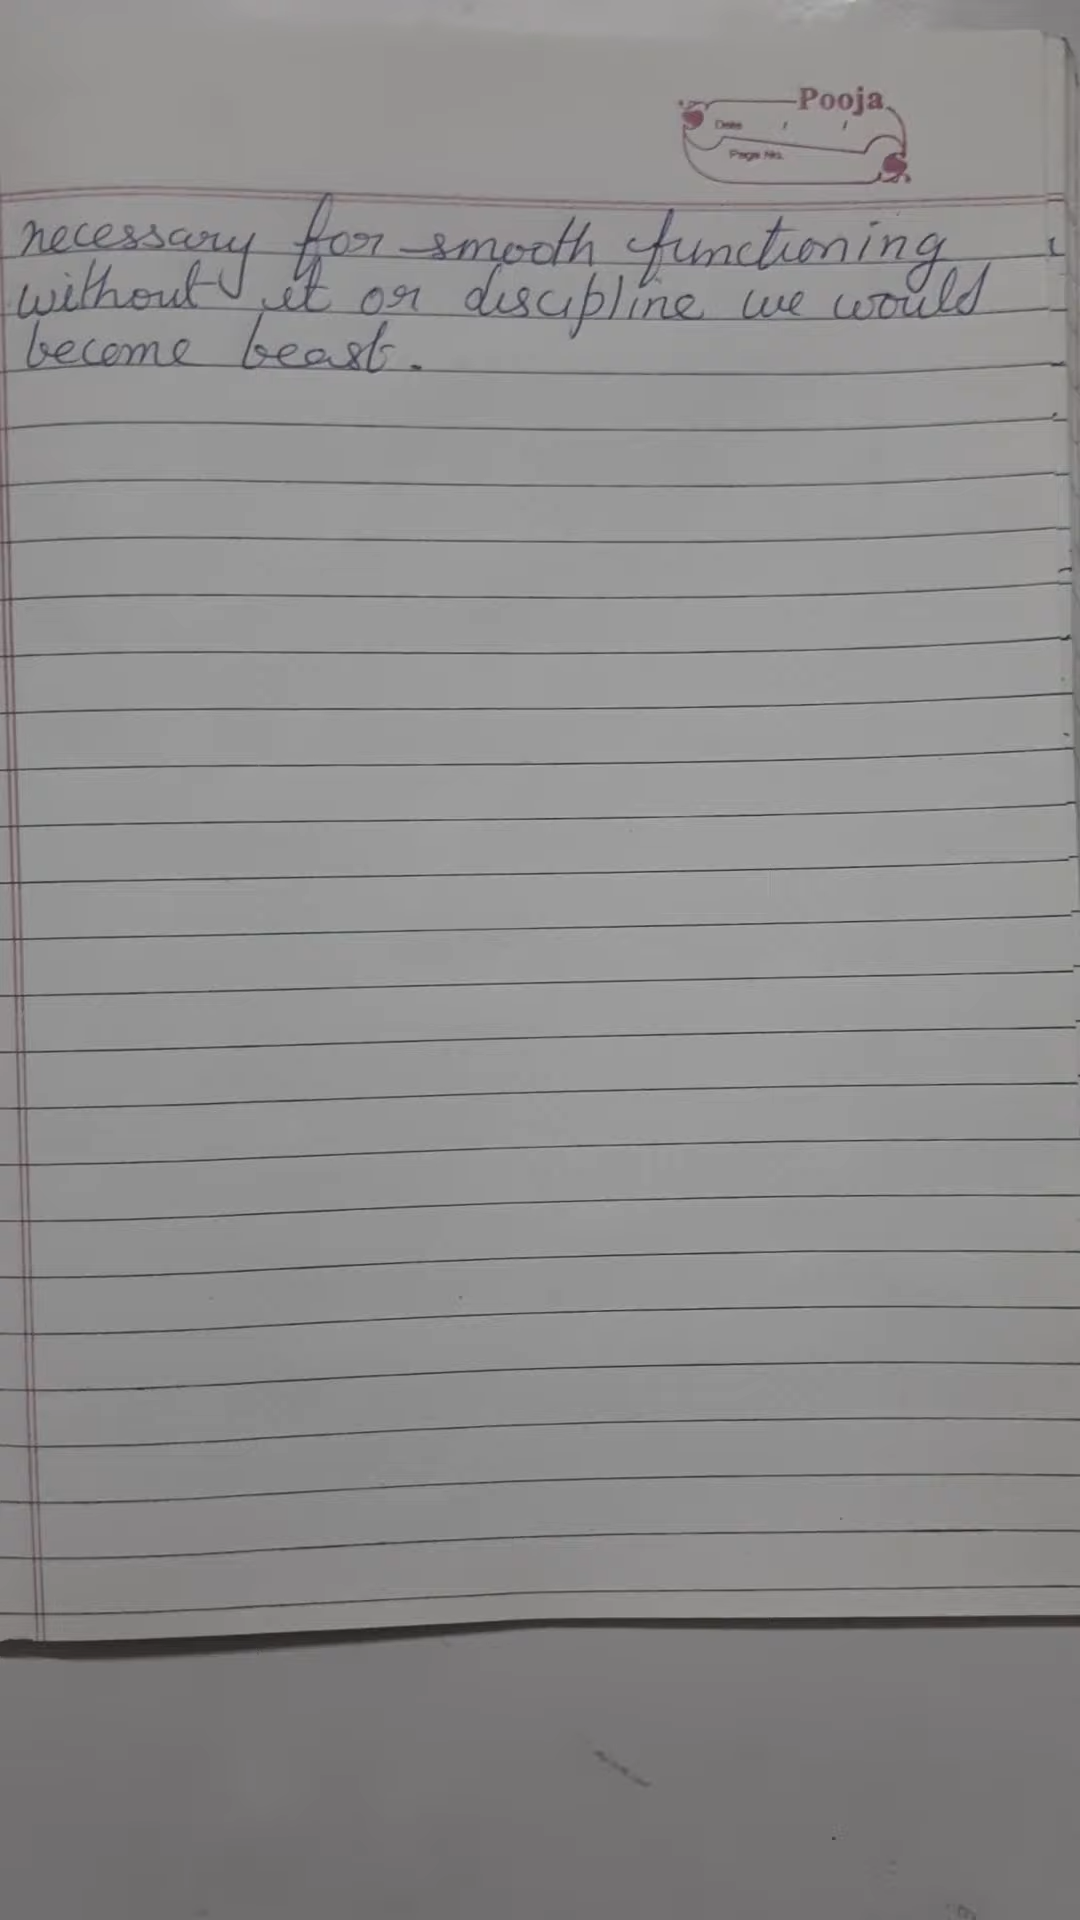 Pooja
Date / /
Page No.
necessary for smooth functioning
without it or discipline we would
become beast.